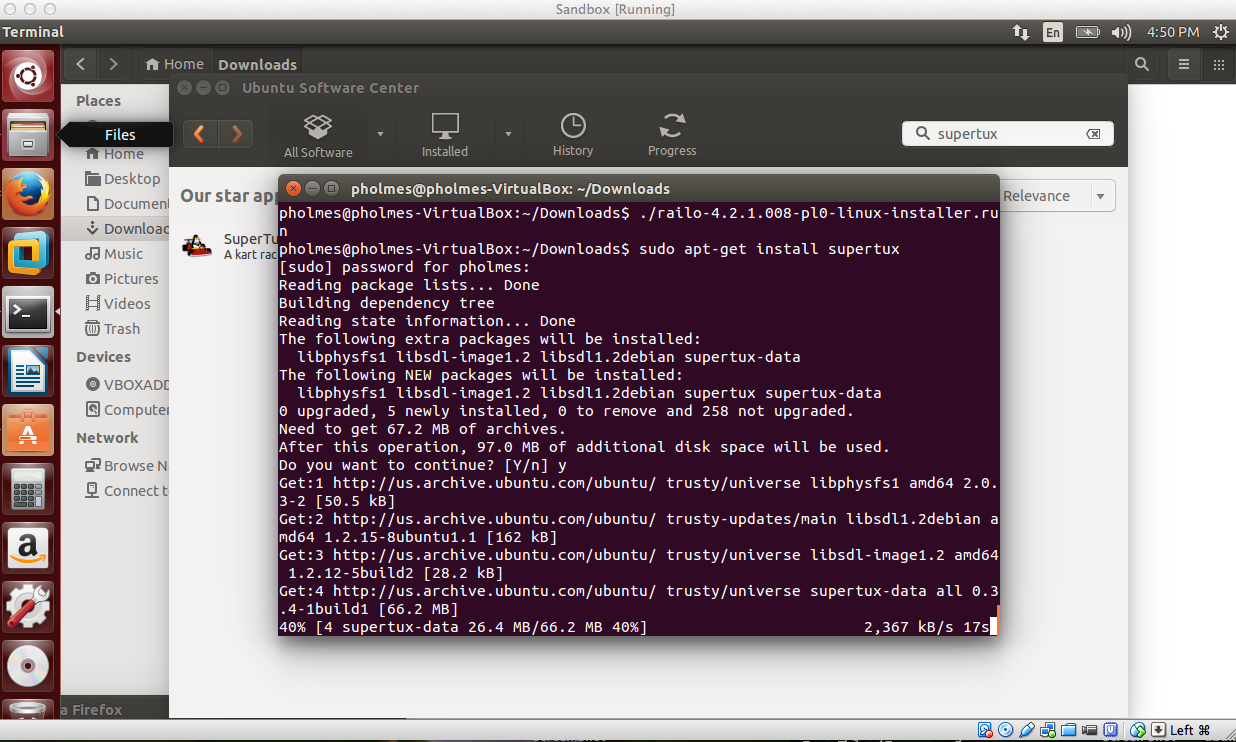 Sandbox [Running]
Terminal
En
4:50 PM
Home
Downloads
Places
Files
Home
Desktop
Documen
Downloac
Music
Pictures
Videos
Trash
Devices
VBOXADD
Computer
Network
Browse N
Connect t
a Firefox
Ubuntu Software Center
All Software
Installed
History
Progress
supertux
Our star app
Relevance
SuperTu
A kart rac
pholmes@pholmes-VirtualBox: ~/Downloads
pholmes@pholmes-VirtualBox:~/Downloads$ ./railo-4.2.1.008-pl0-linux-installer.ru
n
pholmes@pholmes-VirtualBox:~/Downloads$ sudo apt-get install supertux
[sudo] password for pholmes:
Reading package lists... Done
Building dependency tree
Reading state information... Done
The following extra packages will be installed:
libphysfs1 libsdl-image1.2 libsdl1.2debian supertux-data
The following NEW packages will be installed:
libphysfs1 libsdl-image1.2 libsdl1.2debian supertux supertux-data
0 upgraded, 5 newly installed, 0 to remove and 258 not upgraded.
Need to get 67.2 MB of archives.
After this operation, 97.0 MB of additional disk space will be used.
Do you want to continue? [Y/n] y
Get:1 http://us.archive.ubuntu.com/ubuntu/ trusty/universe libphysfs1 amd64 2.0.
3-2 [50.5 kB]
Get:2 http://us.archive.ubuntu.com/ubuntu/ trusty-updates/main libsdl1.2debian a
md64 1.2.15-8ubuntu1.1 [162 kB]
Get:3 http://us.archive.ubuntu.com/ubuntu/ trusty/universe libsdl-image1.2 amd64
1.2.12-5build2 [28.2 kB]
Get:4 http://us.archive.ubuntu.com/ubuntu/ trusty/universe supertux-data all 0.3
.4-1build1 [66.2 MB]
40% [4 supertux-data 26.4 MB/66.2 MB 40%] 2,367 kB/s 17s
Left ⌘